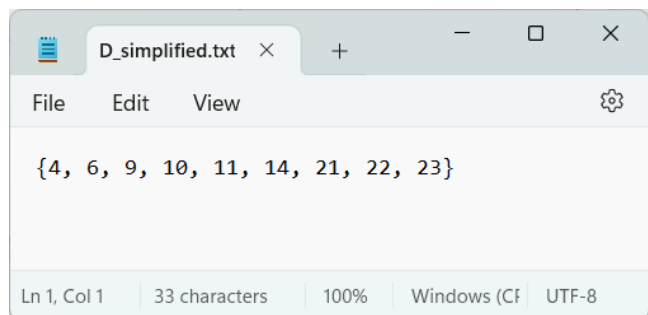 D_simplified.txt
File Edit View
{4, 6, 9, 10, 11, 14, 21, 22, 23}
Ln 1, Col 1 33 characters 100% Windows (CF UTF-8